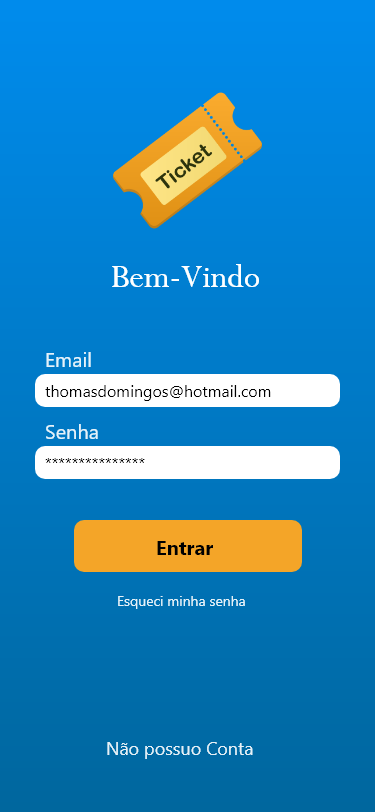 Ticket
Bem-Vindo
Email
thomasdomingos@hotmail.com
Senha
***************
Entrar
Esqueci minha senha
Não possuo Conta